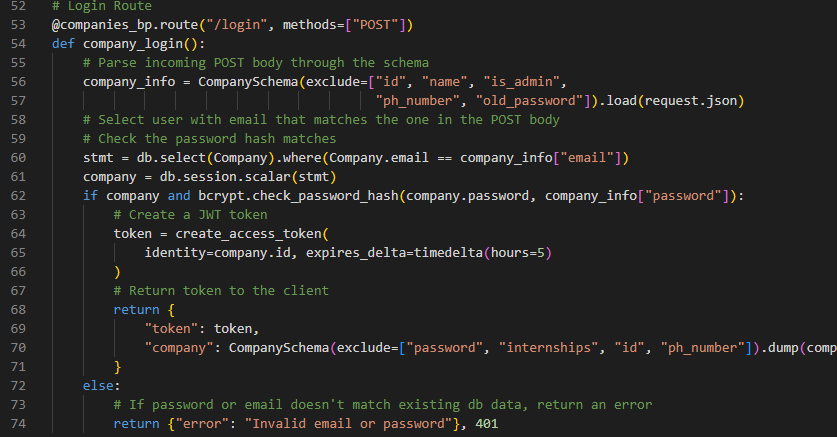 52 # Login Route
53 @companies_bp.route("/login", methods=["POST"])
54 def company_login():
55 # Parse incoming POST body through the schema
56 company_info = CompanySchema(exclude=["id", "name", "is_admin",
57 "ph_number", "old_password"]).load(request.json)
58 # Select user with email that matches the one in the POST body
59 # Check the password hash matches
60 stmt = db.select(Company).where(Company.email == company_info["email"])
61 company = db.session.scalar(stmt)
62 if company and bcrypt.check_password_hash(company.password, company_info["password"]):
63 # Create a JWT token
64 token = create_access_token(
65 identity=company.id, expires_delta=timedelta(hours=5)
66 )
67 # Return token to the client
68 return {
69 "token": token,
70 "company": CompanySchema(exclude=["password", "internships", "id", "ph_number"]).dump(comp
71 }
72 else:
73 # If password or email doesn't match existing db data, return an error
74 return {"error": "Invalid email or password"}, 401